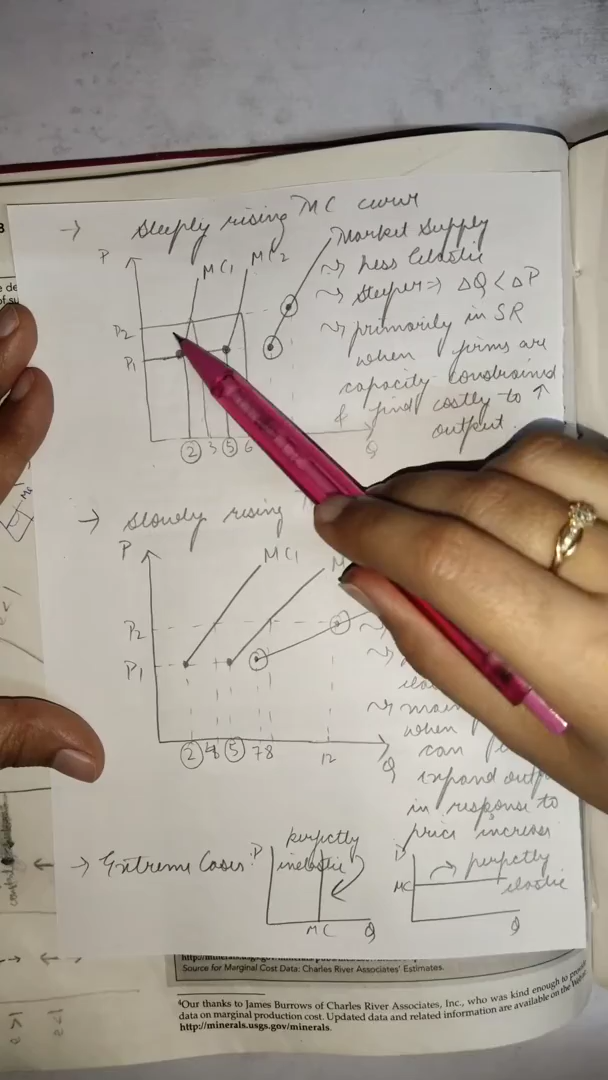 → Steeply rising MC curve
P
MC1
MC2
Market Supply
~> Less Elastic
~> Steeper => ΔQ < ΔP
~> primarily in SR
when firms are
capacity constrained
& find costly to ↑
output.
P2
P1
② 3 ⑤ 6
Q
→ Slowly rising
P
MC1
P2
P1
② 4 ⑤ 7 8 12
Q
when
can
expand outp
in response to
price increase
→ Extreme Cases:
P
perfectly
inelastic
MC
Q
P
MC
→ perfectly
elastic
Q
Source for Marginal Cost Data: Charles River Associates' Estimates.
⁶Our thanks to James Burrows of Charles River Associates, Inc., who was kind enough to
data on marginal production cost. Updated data and related information are available on the
http://minerals.usgs.gov/minerals.
e>1